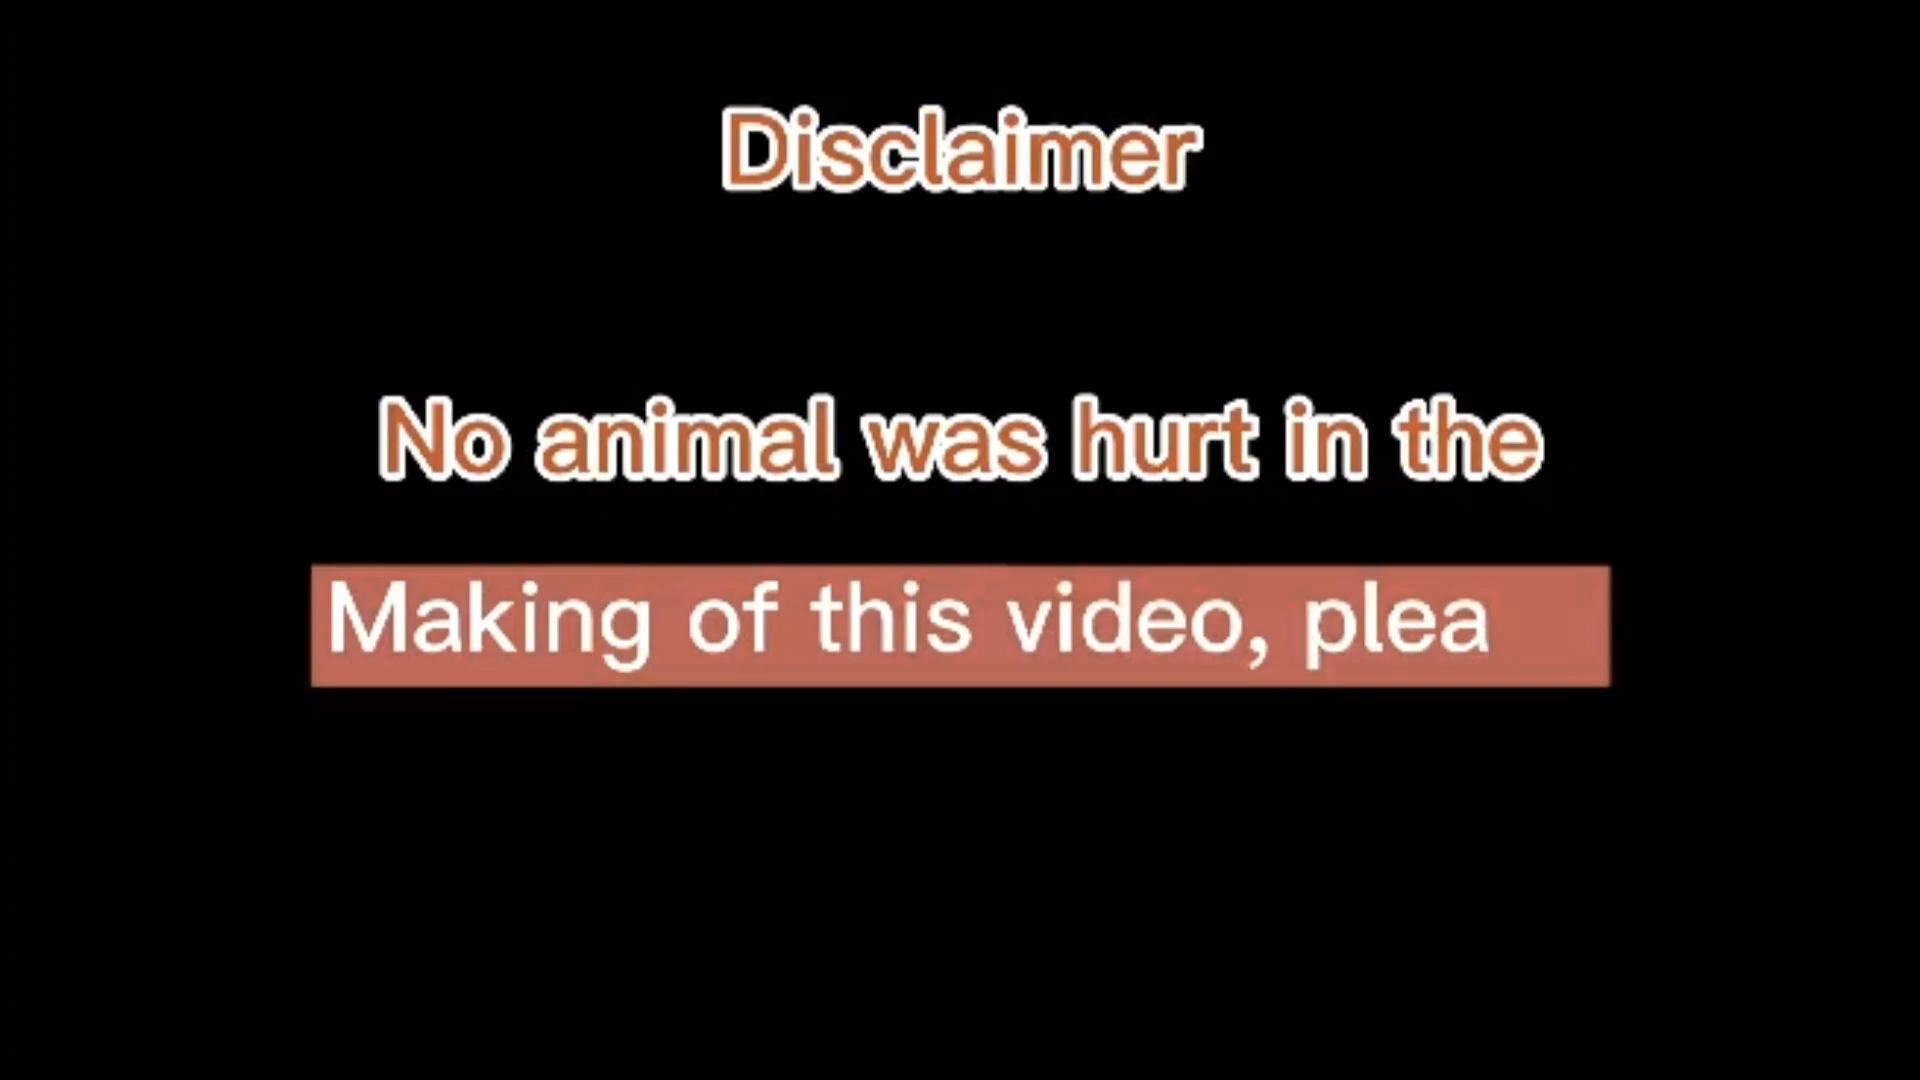 Disclaimer
No animal was hurt in the
Making of this video, plea